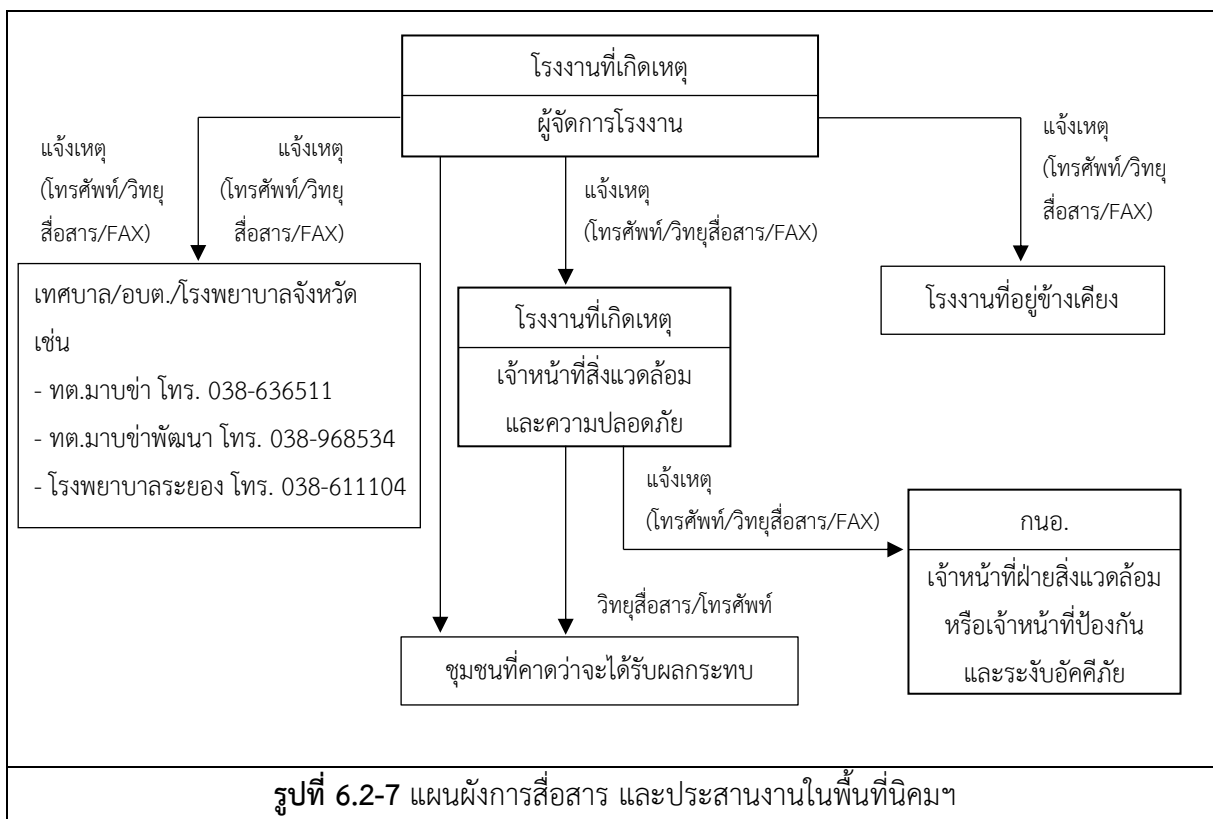 โรงงานที่เกิดเหตุ
ผู้จัดการโรงงาน
แจ้งเหตุ
(โทรศัพท์/วิทยุ
สื่อสาร/FAX)
แจ้งเหตุ
(โทรศัพท์/วิทยุ
สื่อสาร/FAX)
แจ้งเหตุ
(โทรศัพท์/วิทยุสื่อสาร/FAX)
แจ้งเหตุ
(โทรศัพท์/วิทยุ
สื่อสาร/FAX)
เทศบาล/อบต./โรงพยาบาลจังหวัด
เช่น
- ทต.มาบข่า โทร. 038-636511
- ทต.มาบข่าพัฒนา โทร. 038-968534
- โรงพยาบาลระยอง โทร. 038-611104
โรงงานที่เกิดเหตุ
เจ้าหน้าที่สิ่งแวดล้อม
และความปลอดภัย
โรงงานที่อยู่ข้างเคียง
แจ้งเหตุ
(โทรศัพท์/วิทยุสื่อสาร/FAX)
กนอ.
เจ้าหน้าที่ฝ่ายสิ่งแวดล้อม
หรือเจ้าหน้าที่ป้องกัน
และระงับอัคคีภัย
วิทยุสื่อสาร/โทรศัพท์
ชุมชนที่คาดว่าจะได้รับผลกระทบ
รูปที่ 6.2-7 แผนผังการสื่อสาร และประสานงานในพื้นที่นิคมฯ